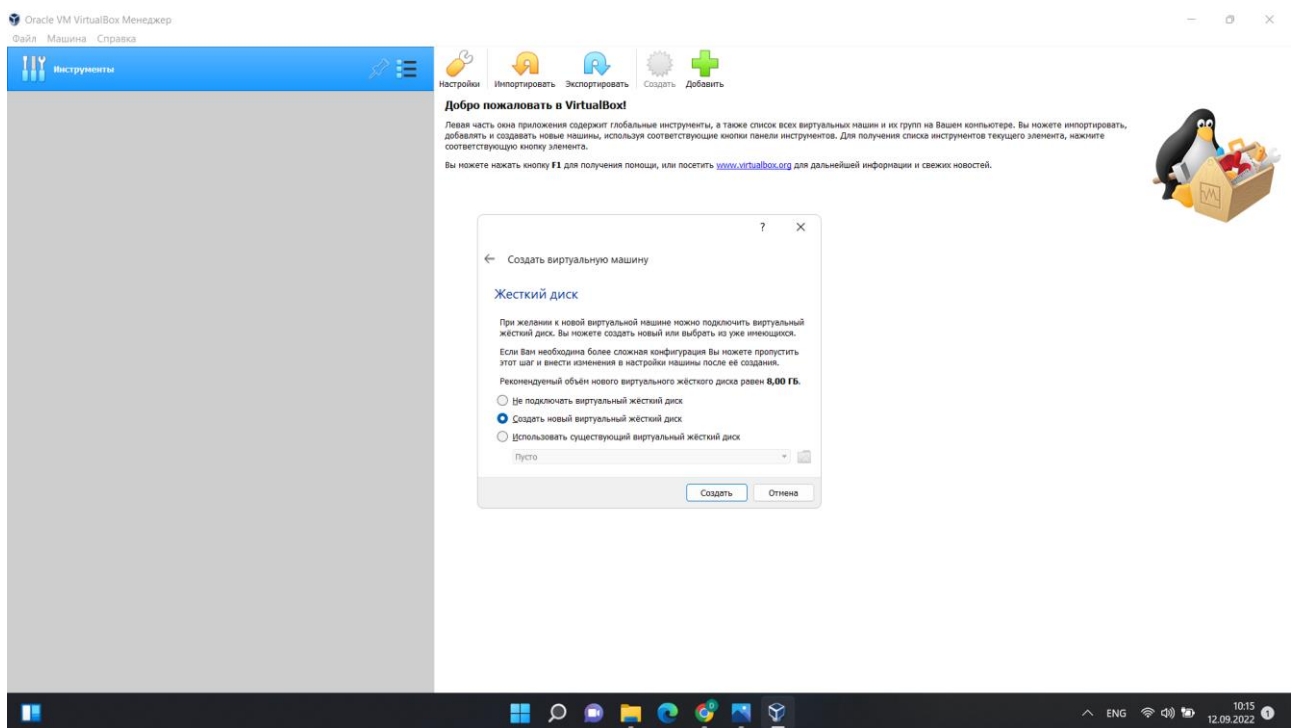 Oracle VM VirtualBox Менеджер
Файл Машина Справка
Инструменты
Настройки Импортировать Экспортировать Создать Добавить
Добро пожаловать в VirtualBox!
Левая часть окна приложения содержит глобальные инструменты, а также список всех виртуальных машин и их групп на Вашем компьютере. Вы можете импортировать,
добавлять и создавать новые машины, используя соответствующие кнопки панели инструментов. Для получения списка инструментов текущего элемента, нажмите
соответствующую кнопку элемента.
Вы можете нажать кнопку F1 для получения помощи, или посетить www.virtualbox.org для дальнейшей информации и свежих новостей.
?
Создать виртуальную машину
Жесткий диск
При желании к новой виртуальной машине можно подключить виртуальный
жёсткий диск. Вы можете создать новый или выбрать из уже имеющихся.
Если Вам необходима более сложная конфигурация Вы можете пропустить
этот шаг и внести изменения в настройки машины после её создания.
Рекомендуемый объём нового виртуального жёсткого диска равен 8,00 ГБ.
Не подключать виртуальный жёсткий диск
Создать новый виртуальный жёсткий диск
Использовать существующий виртуальный жёсткий диск
Пусто
Создать Отмена
ENG 10:15
12.09.2022 1